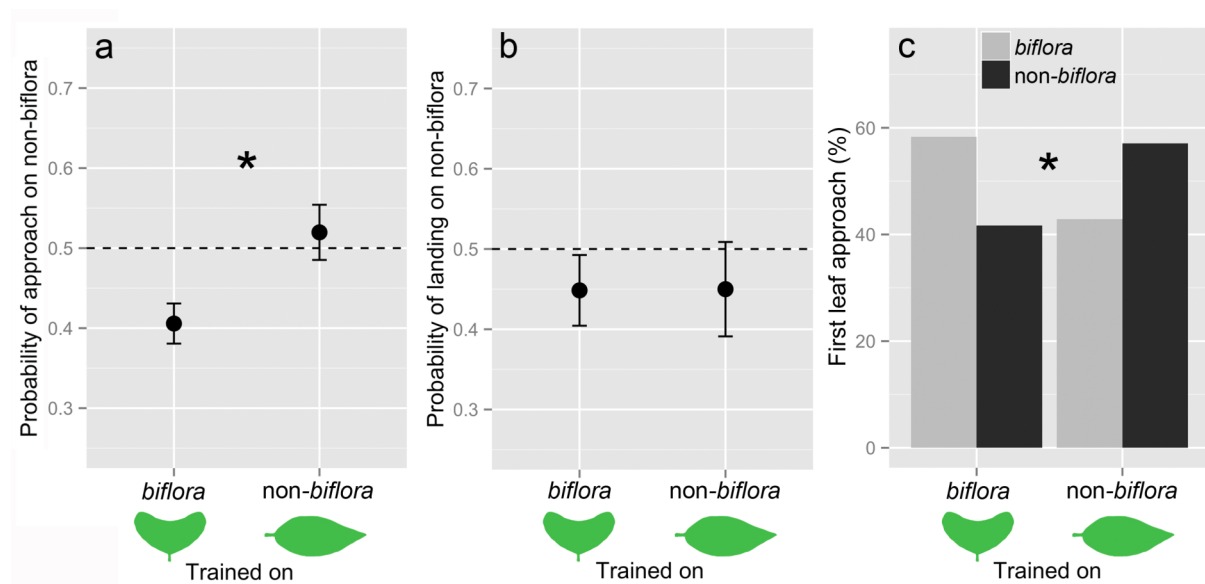 a
Probability of approach on non-biflora
0.7
0.6
0.5
0.4
0.3
*
biflora
non-biflora
Trained on
b
Probability of landing on non-biflora
0.7
0.6
0.5
0.4
0.3
biflora
non-biflora
Trained on
c
First leaf approach (%)
biflora
non-biflora
60
40
20
0
*
biflora
non-biflora
Trained on